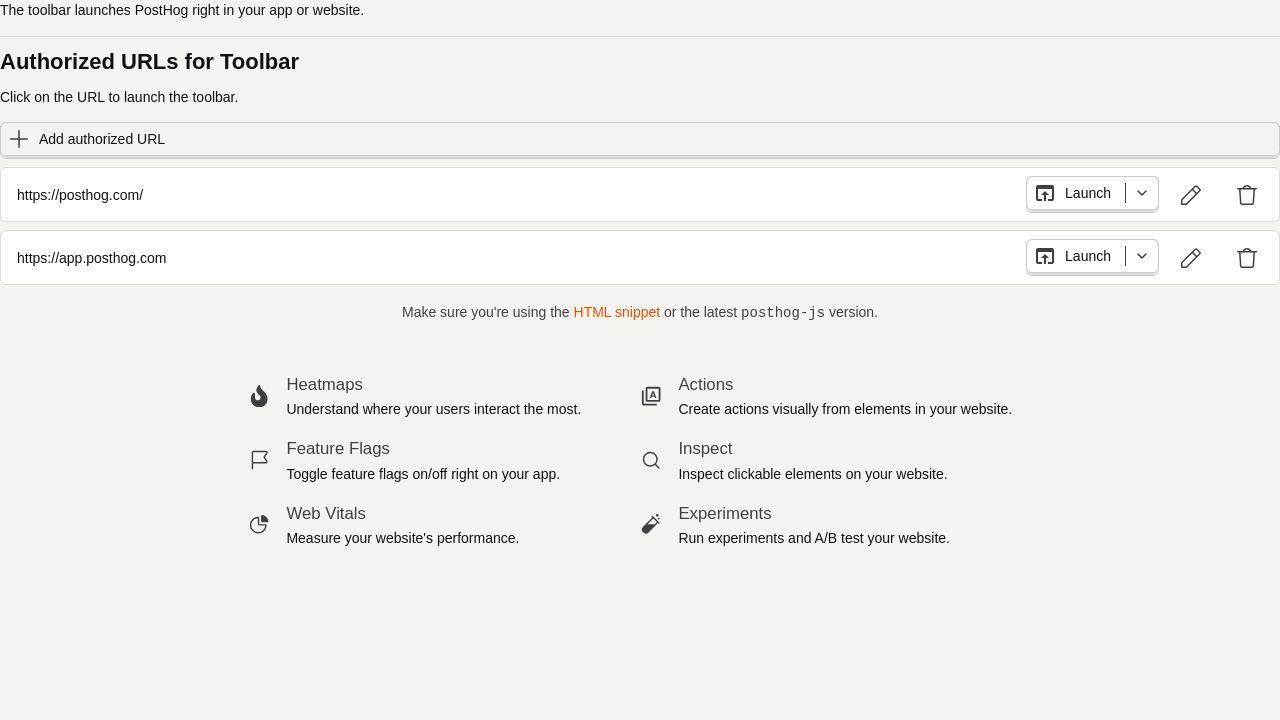 The toolbar launches PostHog right in your app or website.
Authorized URLs for Toolbar
Click on the URL to launch the toolbar.
Add authorized URL
https://posthog.com/
Launch
https://app.posthog.com
Launch
Make sure you're using the HTML snippet or the latest posthog-js version.
Heatmaps
Understand where your users interact the most.
Actions
Create actions visually from elements in your website.
Feature Flags
Toggle feature flags on/off right on your app.
Inspect
Inspect clickable elements on your website.
Web Vitals
Measure your website's performance.
Experiments
Run experiments and A/B test your website.